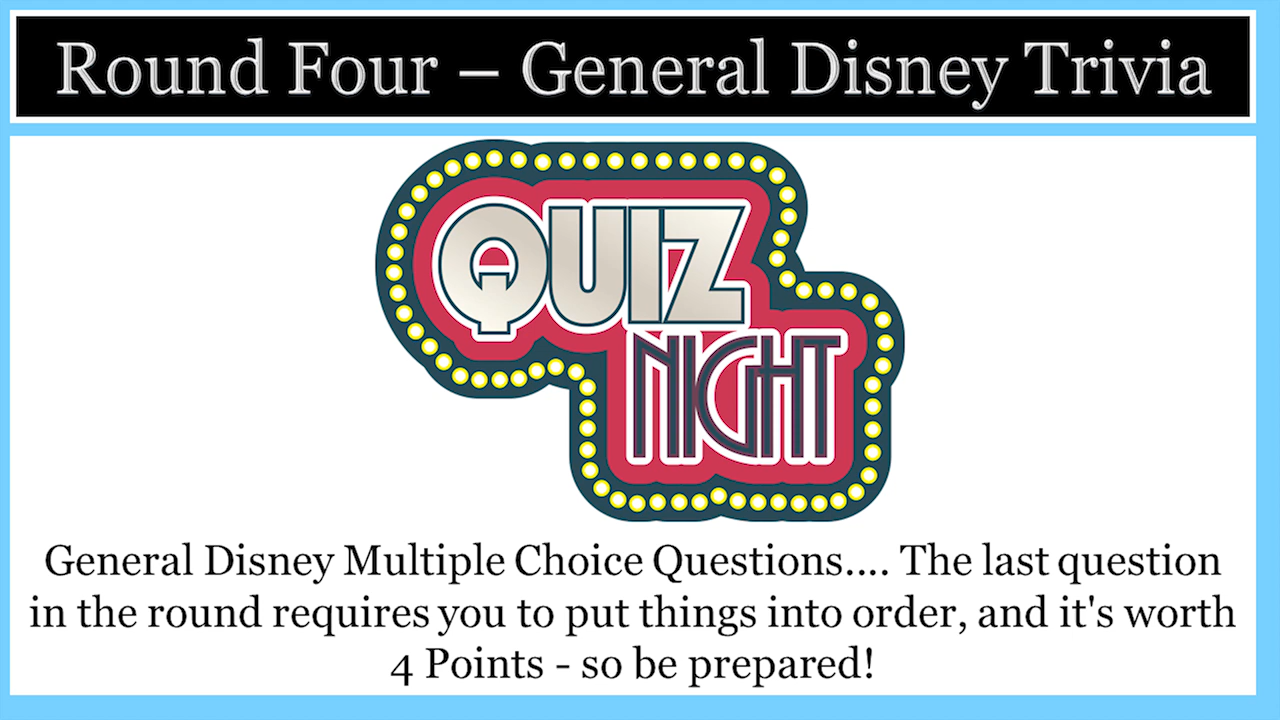 Round Four – General Disney Trivia
QUIZ
NIGHT
General Disney Multiple Choice Questions.... The last question
in the round requires you to put things into order, and it's worth
4 Points - so be prepared!